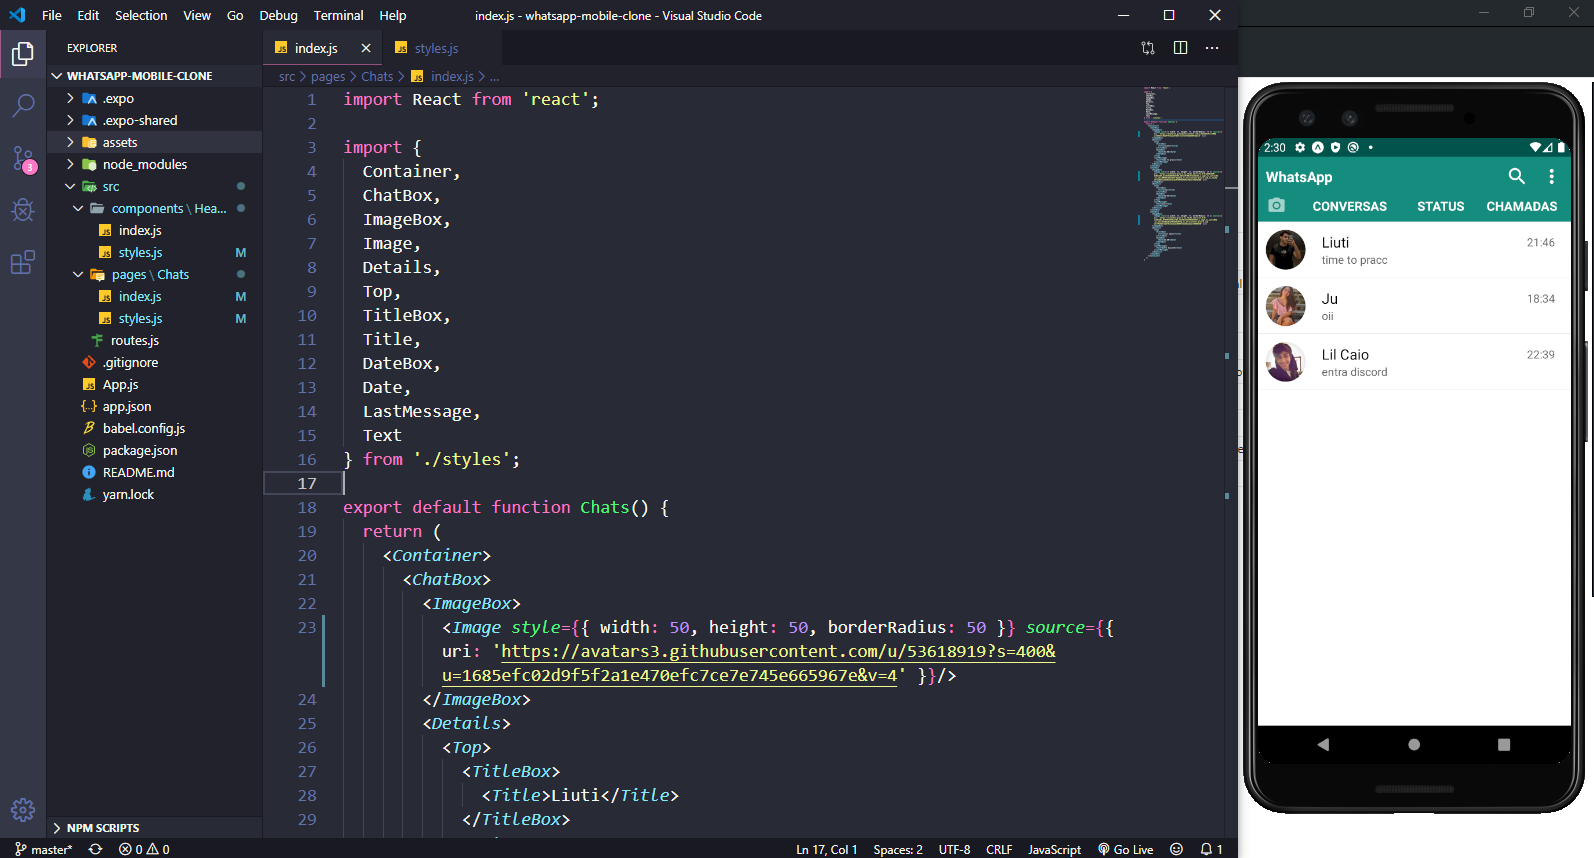 File Edit Selection View Go Debug Terminal Help index.js - whatsapp-mobile-clone - Visual Studio Code
EXPLORER
WHATSAPP-MOBILE-CLONE
.expo
.expo-shared
assets
node_modules
src
components \ Hea...
index.js
styles.js M
pages \ Chats
index.js M
styles.js M
routes.js
.gitignore
App.js
app.json
babel.config.js
package.json
README.md
yarn.lock
NPM SCRIPTS
3
index.js styles.js
src > pages > Chats > index.js > ...
1 import React from 'react';
2
3 import {
4 Container,
5 ChatBox,
6 ImageBox,
7 Image,
8 Details,
9 Top,
10 TitleBox,
11 Title,
12 DateBox,
13 Date,
14 LastMessage,
15 Text
16 } from './styles';
17
18 export default function Chats() {
19 return (
20 <Container>
21 <ChatBox>
22 <ImageBox>
23 <Image style={{ width: 50, height: 50, borderRadius: 50 }} source={{
uri: 'https://avatars3.githubusercontent.com/u/53618919?s=400&
u=1685efc02d9f5f2a1e470efc7ce7e745e665967e&v=4' }}/>
24 </ImageBox>
25 <Details>
26 <Top>
27 <TitleBox>
28 <Title>Liuti</Title>
29 </TitleBox>
master* 0 0 Ln 17, Col 1 Spaces: 2 UTF-8 CRLF JavaScript Go Live 1
2:30
WhatsApp
CONVERSAS STATUS CHAMADAS
Liuti 21:46
time to pracc
Ju 18:34
oii
Lil Caio 22:39
entra discord